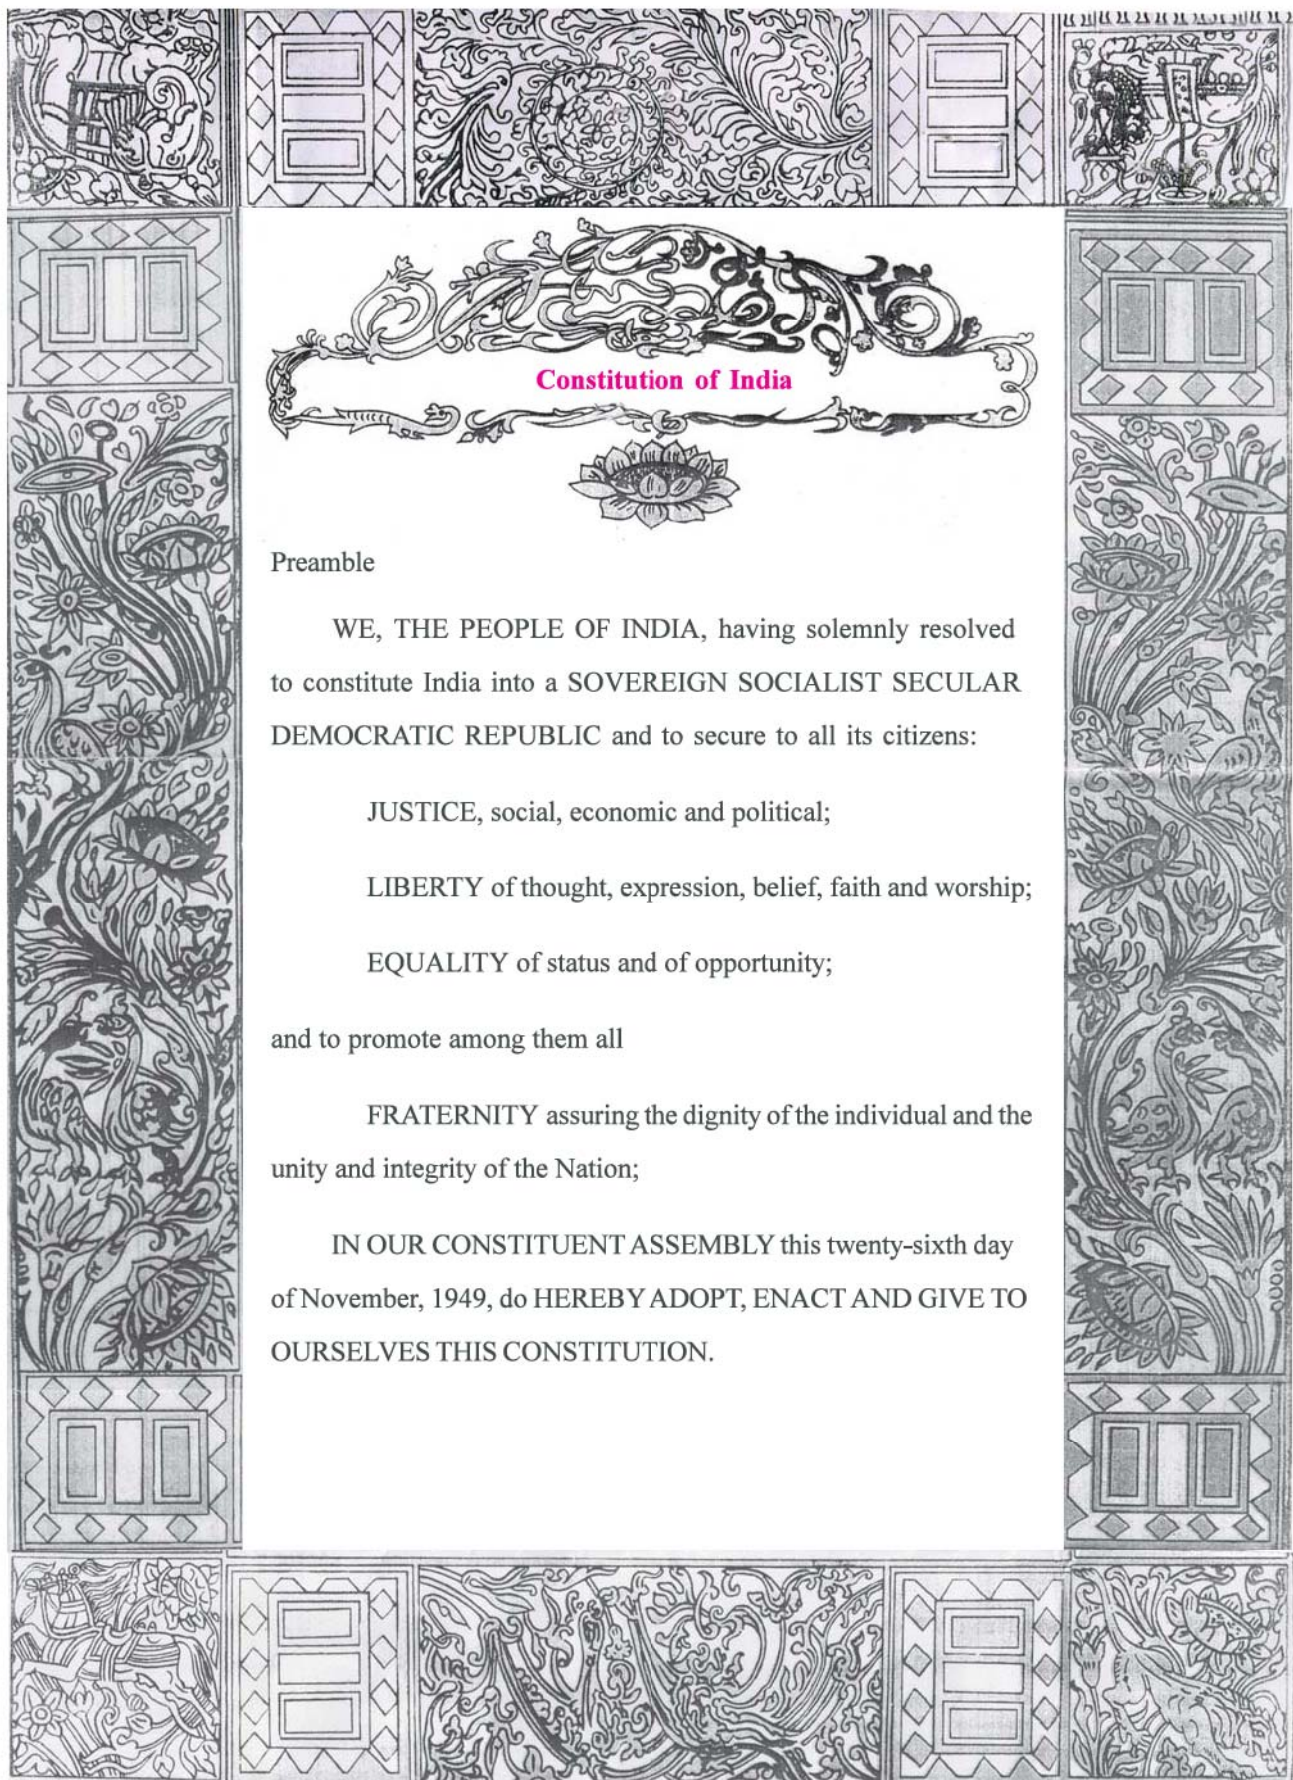 Constitution of India
Preamble
WE, THE PEOPLE OF INDIA, having solemnly resolved
to constitute India into a SOVEREIGN SOCIALIST SECULAR
DEMOCRATIC REPUBLIC and to secure to all its citizens:
JUSTICE, social, economic and political;
LIBERTY of thought, expression, belief, faith and worship;
EQUALITY of status and of opportunity;
and to promote among them all
FRATERNITY assuring the dignity of the individual and the
unity and integrity of the Nation;
IN OUR CONSTITUENT ASSEMBLY this twenty-sixth day
of November, 1949, do HEREBY ADOPT, ENACT AND GIVE TO
OURSELVES THIS CONSTITUTION.